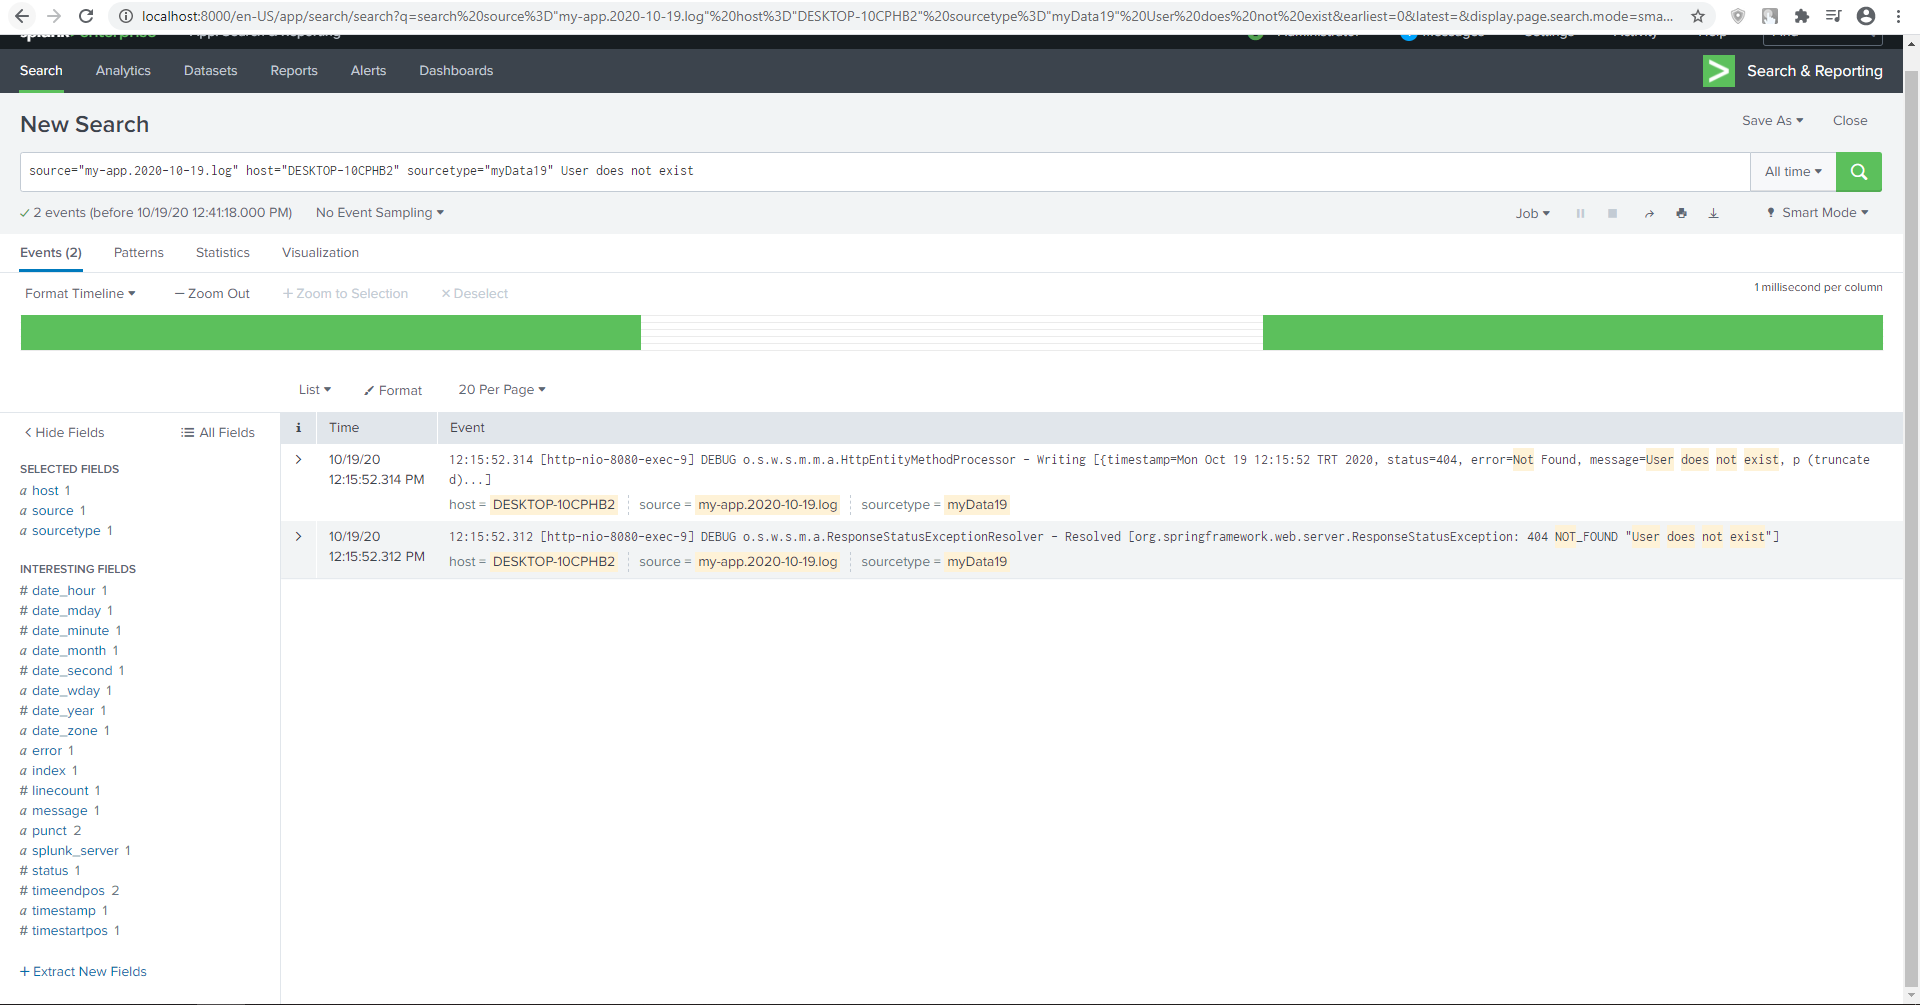 localhost:8000/en-US/app/search/search?q=search%20source%3D"my-app.2020-10-19.log"%20host%3D"DESKTOP-10CPHB2"%20sourcetype%3D"myData19"%20User%20does%20not%20exist&earliest=0&latest=&display.page.search.mode=sma...
Search Analytics Datasets Reports Alerts Dashboards Search & Reporting
New Search
Save As Close
source="my-app.2020-10-19.log" host="DESKTOP-10CPHB2" sourcetype="myData19" User does not exist
All time
2 events (before 10/19/20 12:41:18.000 PM) No Event Sampling
Job Smart Mode
Events (2) Patterns Statistics Visualization
Format Timeline — Zoom Out + Zoom to Selection × Deselect
1 millisecond per column
List Format 20 Per Page
< Hide Fields All Fields
i Time Event
SELECTED FIELDS
a host 1
a source 1
a sourcetype 1
INTERESTING FIELDS
# date_hour 1
# date_mday 1
# date_minute 1
a date_month 1
# date_second 1
a date_wday 1
# date_year 1
a date_zone 1
a error 1
a index 1
# linecount 1
a message 1
a punct 2
a splunk_server 1
# status 1
# timeendpos 2
a timestamp 1
# timestartpos 1
+ Extract New Fields
> 10/19/20
12:15:52.314 PM
12:15:52.314 [http-nio-8080-exec-9] DEBUG o.s.w.s.m.m.a.HttpEntityMethodProcessor - Writing [{timestamp=Mon Oct 19 12:15:52 TRT 2020, status=404, error=Not Found, message=User does not exist, p (truncate
d)...]
host = DESKTOP-10CPHB2 source = my-app.2020-10-19.log sourcetype = myData19
> 10/19/20
12:15:52.312 PM
12:15:52.312 [http-nio-8080-exec-9] DEBUG o.s.w.s.m.a.ResponseStatusExceptionResolver - Resolved [org.springframework.web.server.ResponseStatusException: 404 NOT_FOUND "User does not exist"]
host = DESKTOP-10CPHB2 source = my-app.2020-10-19.log sourcetype = myData19